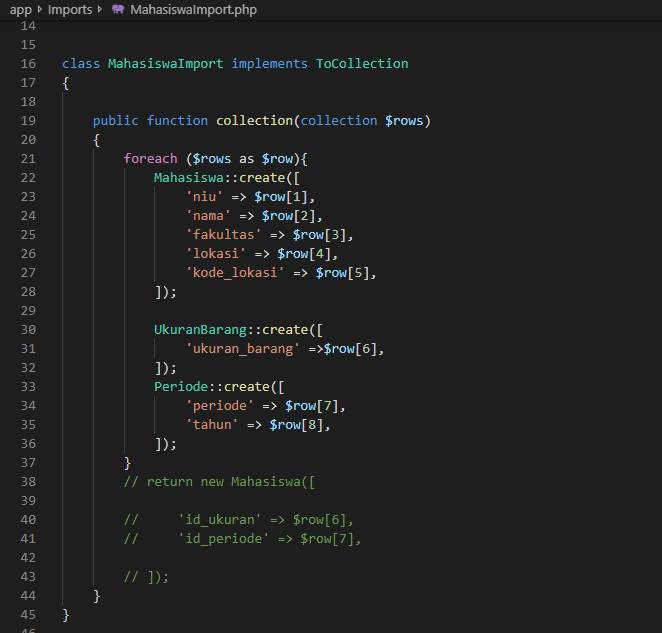 app > Imports > MahasiswaImport.php
14
15
16 class MahasiswaImport implements ToCollection
17 {
18
19     public function collection(collection $rows)
20     {
21         foreach ($rows as $row){
22             Mahasiswa::create([
23                 'niu' => $row[1],
24                 'nama' => $row[2],
25                 'fakultas' => $row[3],
26                 'lokasi' => $row[4],
27                 'kode_lokasi' => $row[5],
28             ]);
29
30             UkuranBarang::create([
31                 'ukuran_barang' =>$row[6],
32             ]);
33             Periode::create([
34                 'periode' => $row[7],
35                 'tahun' => $row[8],
36             ]);
37         }
38         // return new Mahasiswa([
39
40         //     'id_ukuran' => $row[6],
41         //     'id_periode' => $row[7],
42
43         // ]);
44     }
45 }
46